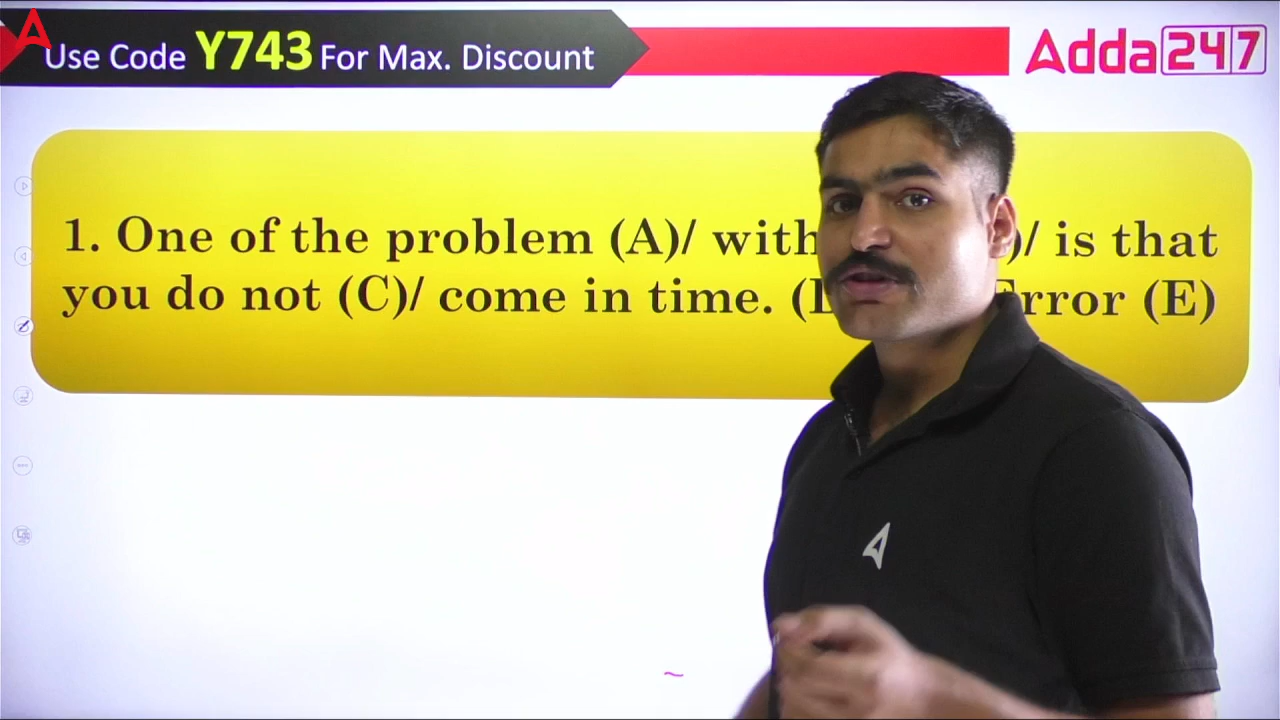 Use Code Y743 For Max. Discount
Adda247
1. One of the problem (A)/ with )/ is that
you do not (C)/ come in time. ( Error (E)